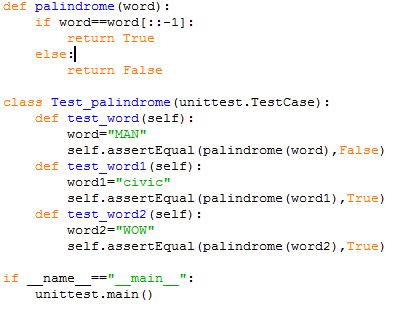 def palindrome(word):
    if word==word[::-1]:
        return True
    else:
        return False
class Test_palindrome(unittest.TestCase):
    def test_word(self):
        word="MAN"
        self.assertEqual(palindrome(word),False)
    def test_word1(self):
        word1="civic"
        self.assertEqual(palindrome(word1),True)
    def test_word2(self):
        word2="WOW"
        self.assertEqual(palindrome(word2),True)
if __name__=="__main__":
    unittest.main()